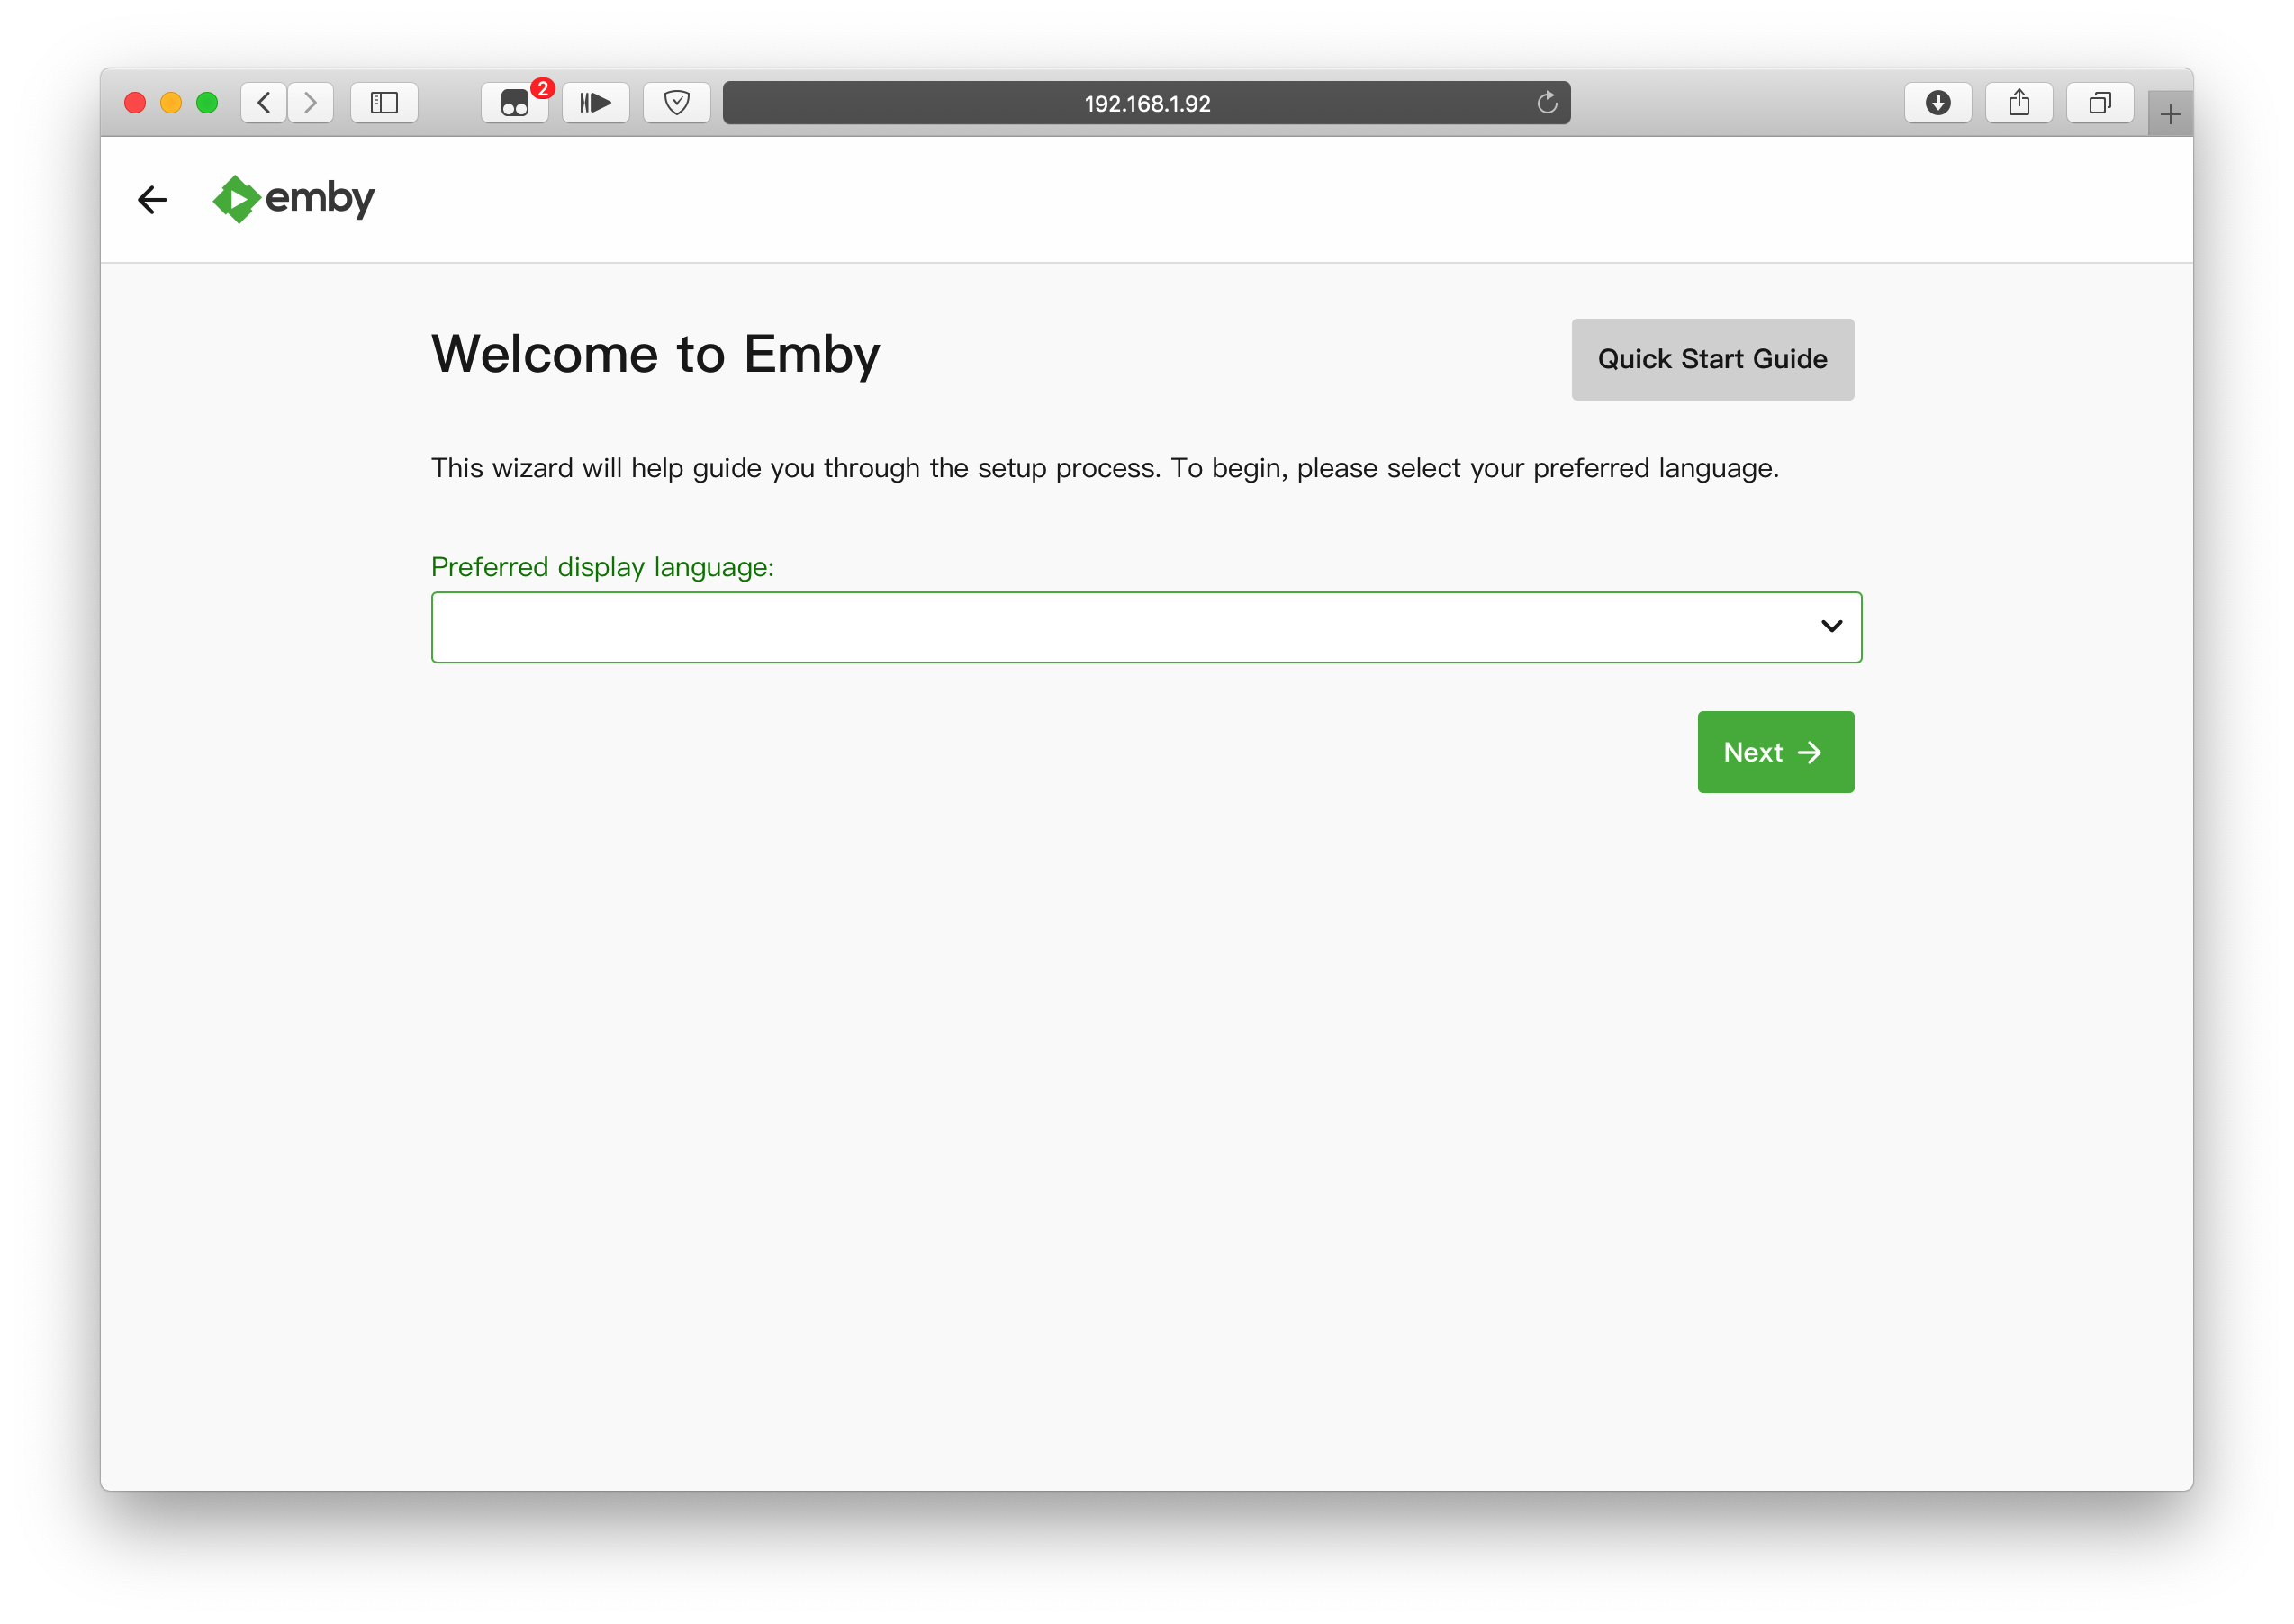 2
192.168.1.92
emby
Welcome to Emby
Quick Start Guide
This wizard will help guide you through the setup process. To begin, please select your preferred language.
Preferred display language:
Next